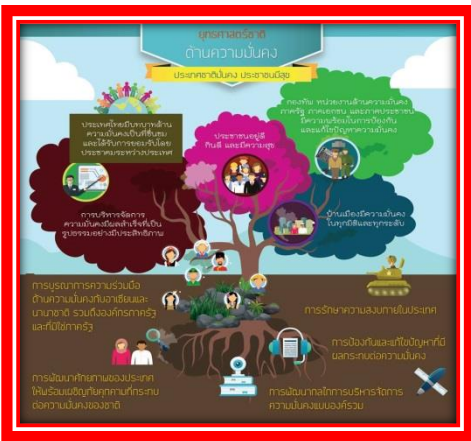 ยุทธศาสตร์ชาติ
ด้านความมั่นคง
ประเทศชาติมั่นคง ประชาชนมีสุข
กองทัพ หน่วยงานด้านความมั่นคง
ภาครัฐ ภาคเอกชน และภาคประชาชน
มีความพร้อมในการป้องกัน
และแก้ไขปัญหาความมั่นคง
ประเทศไทยมีบทบาทด้าน
ความมั่นคงเป็นที่ชื่นชม
และได้รับการยอมรับโดย
ประชาคมระหว่างประเทศ
ประชาชนอยู่ดี
กินดี และมีความสุข
การบริหารจัดการ
ความมั่นคงมีผลสำเร็จที่เป็น
รูปธรรมอย่างมีประสิทธิภาพ
บ้านเมืองมีความมั่นคง
ในทุกมิติและทุกระดับ
การบูรณาการความร่วมมือ
ด้านความมั่นคงกับอาเซียนและ
นานาชาติ รวมถึงองค์กรภาครัฐ
และที่มิใช่ภาครัฐ
การรักษาความสงบภายในประเทศ
การป้องกันและแก้ไขปัญหาที่มี
ผลกระทบต่อความมั่นคง
การพัฒนาศักยภาพของประเทศ
ให้พร้อมเผชิญภัยคุกคามที่กระทบ
ต่อความมั่นคงของชาติ
การพัฒนากลไกการบริหารจัดการ
ความมั่นคงแบบองค์รวม